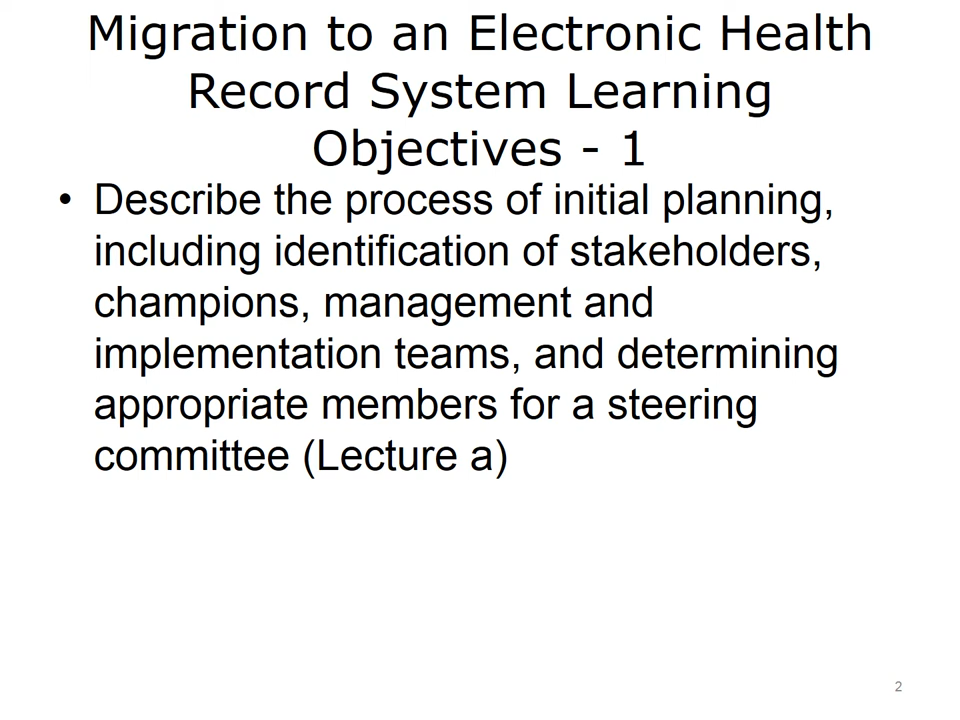 Migration to an Electronic Health
Record System Learning
Objectives - 1
• Describe the process of initial planning,
including identification of stakeholders,
champions, management and
implementation teams, and determining
appropriate members for a steering
committee (Lecture a)
2